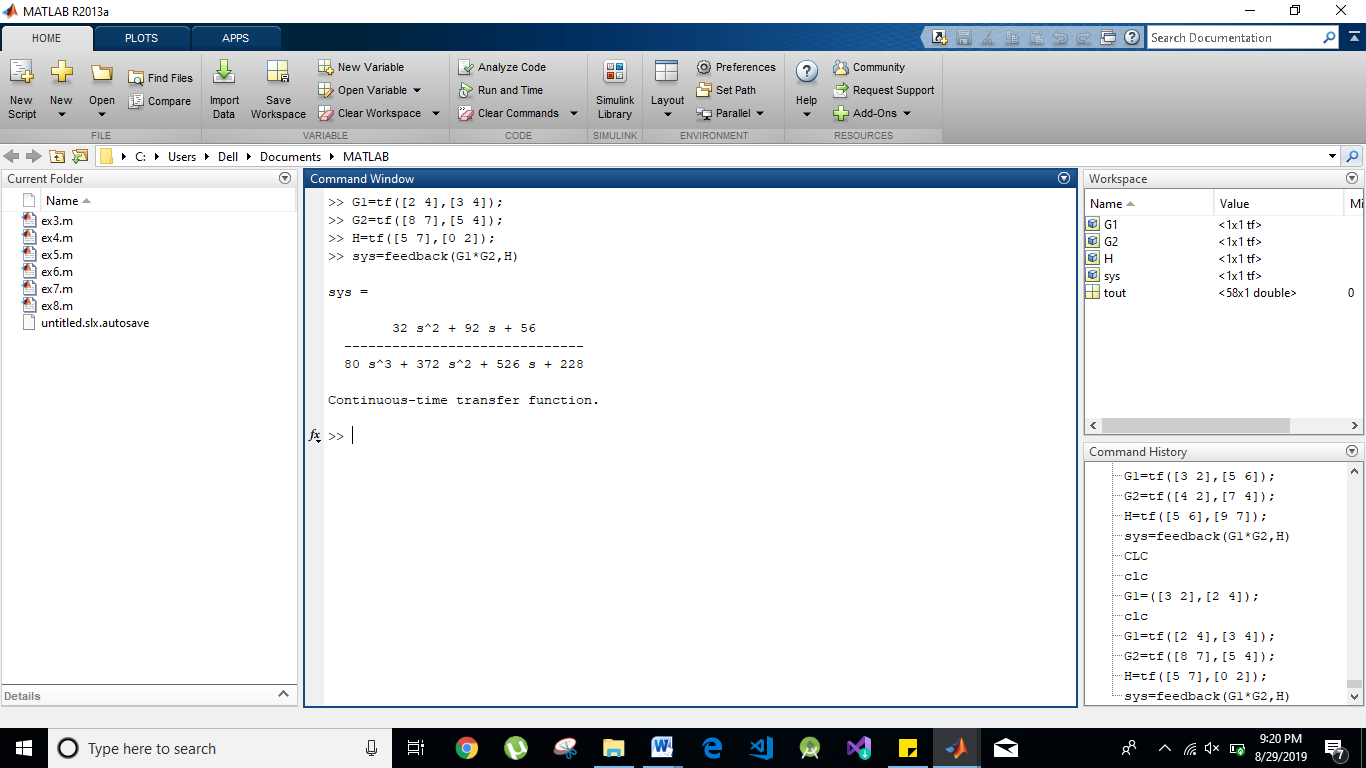 MATLAB R2013a
HOME PLOTS APPS
Search Documentation
New Script
New
Open
Find Files
Compare
FILE
Import Data
Save Workspace
New Variable
Open Variable
Clear Workspace
VARIABLE
Analyze Code
Run and Time
Clear Commands
CODE
Simulink Library
SIMULINK
Layout
Preferences
Set Path
Parallel
ENVIRONMENT
Help
Community
Request Support
Add-Ons
RESOURCES
C: Users Dell Documents MATLAB
Current Folder
Name
ex3.m
ex4.m
ex5.m
ex6.m
ex7.m
ex8.m
untitled.slx.autosave
Details
Command Window
>> G1=tf([2 4],[3 4]);
>> G2=tf([8 7],[5 4]);
>> H=tf([5 7],[0 2]);
>> sys=feedback(G1*G2,H)
sys =
32 s^2 + 92 s + 56
------------------------------
80 s^3 + 372 s^2 + 526 s + 228
Continuous-time transfer function.
fx >>
Workspace
Name Value Mi
G1 <1x1 tf>
G2 <1x1 tf>
H <1x1 tf>
sys <1x1 tf>
tout <58x1 double> 0
Command History
G1=tf([3 2],[5 6]);
G2=tf([4 2],[7 4]);
H=tf([5 6],[9 7]);
sys=feedback(G1*G2,H)
CLC
clc
G1=([3 2],[2 4]);
clc
G1=tf([2 4],[3 4]);
G2=tf([8 7],[5 4]);
H=tf([5 7],[0 2]);
sys=feedback(G1*G2,H)
Type here to search
9:20 PM
8/29/2019
7